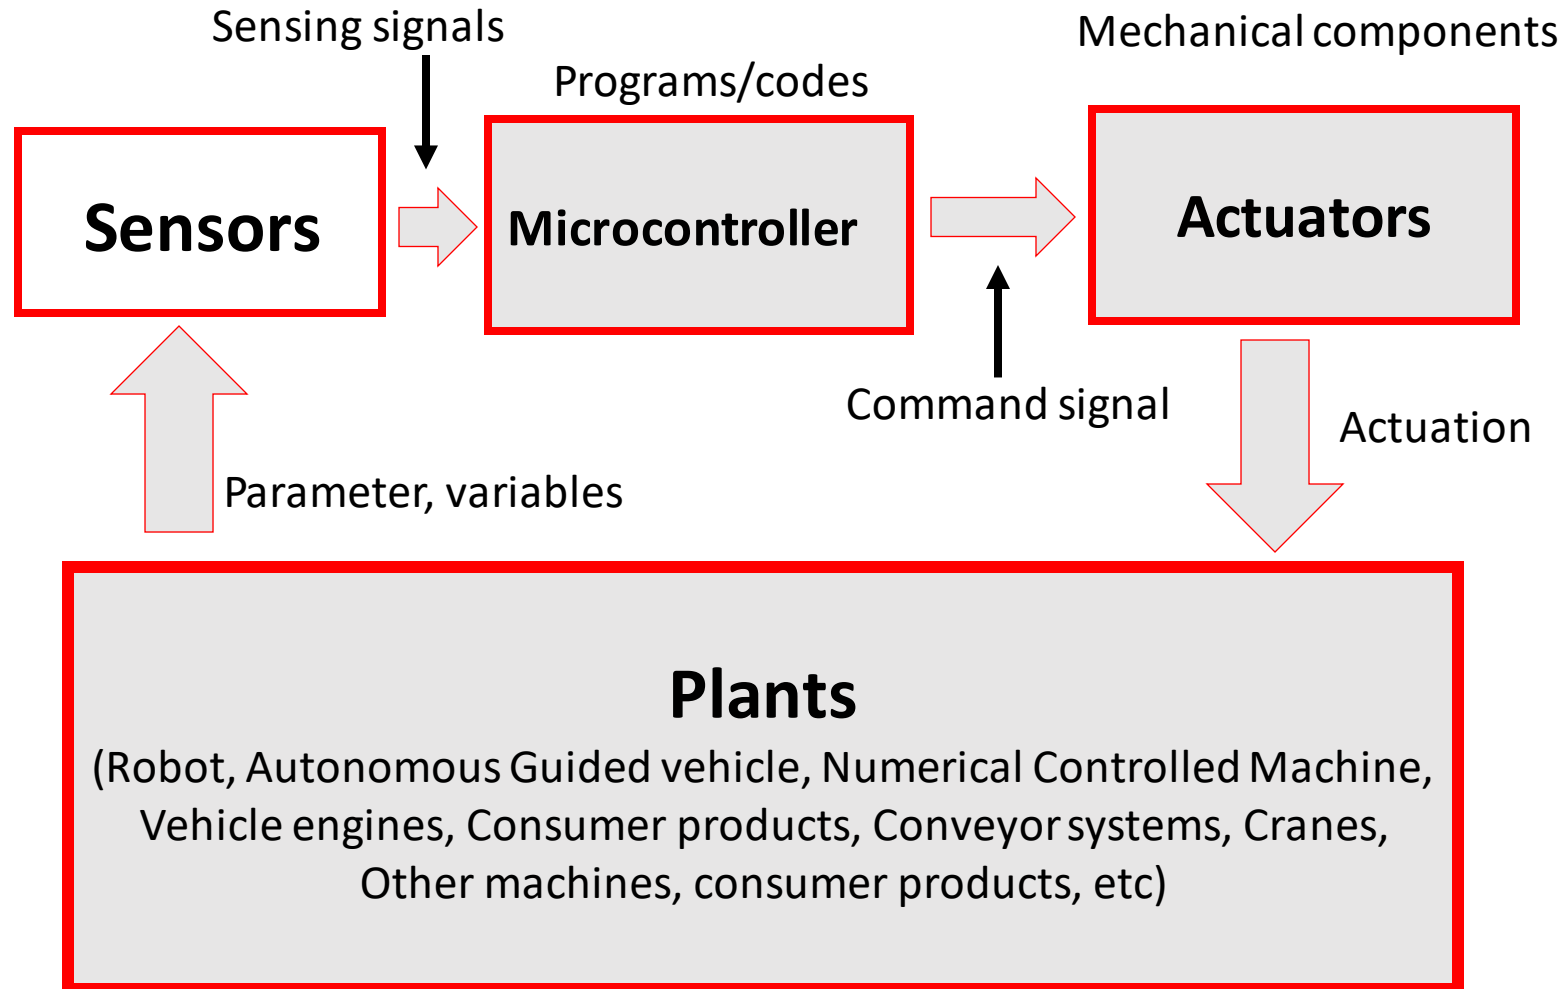 Sensing signals
Mechanical components
Programs/codes
Sensors
Microcontroller
Actuators
Command signal
Actuation
Parameter, variables
Plants
(Robot, Autonomous Guided vehicle, Numerical Controlled Machine,
Vehicle engines, Consumer products, Conveyor systems, Cranes,
Other machines, consumer products, etc)